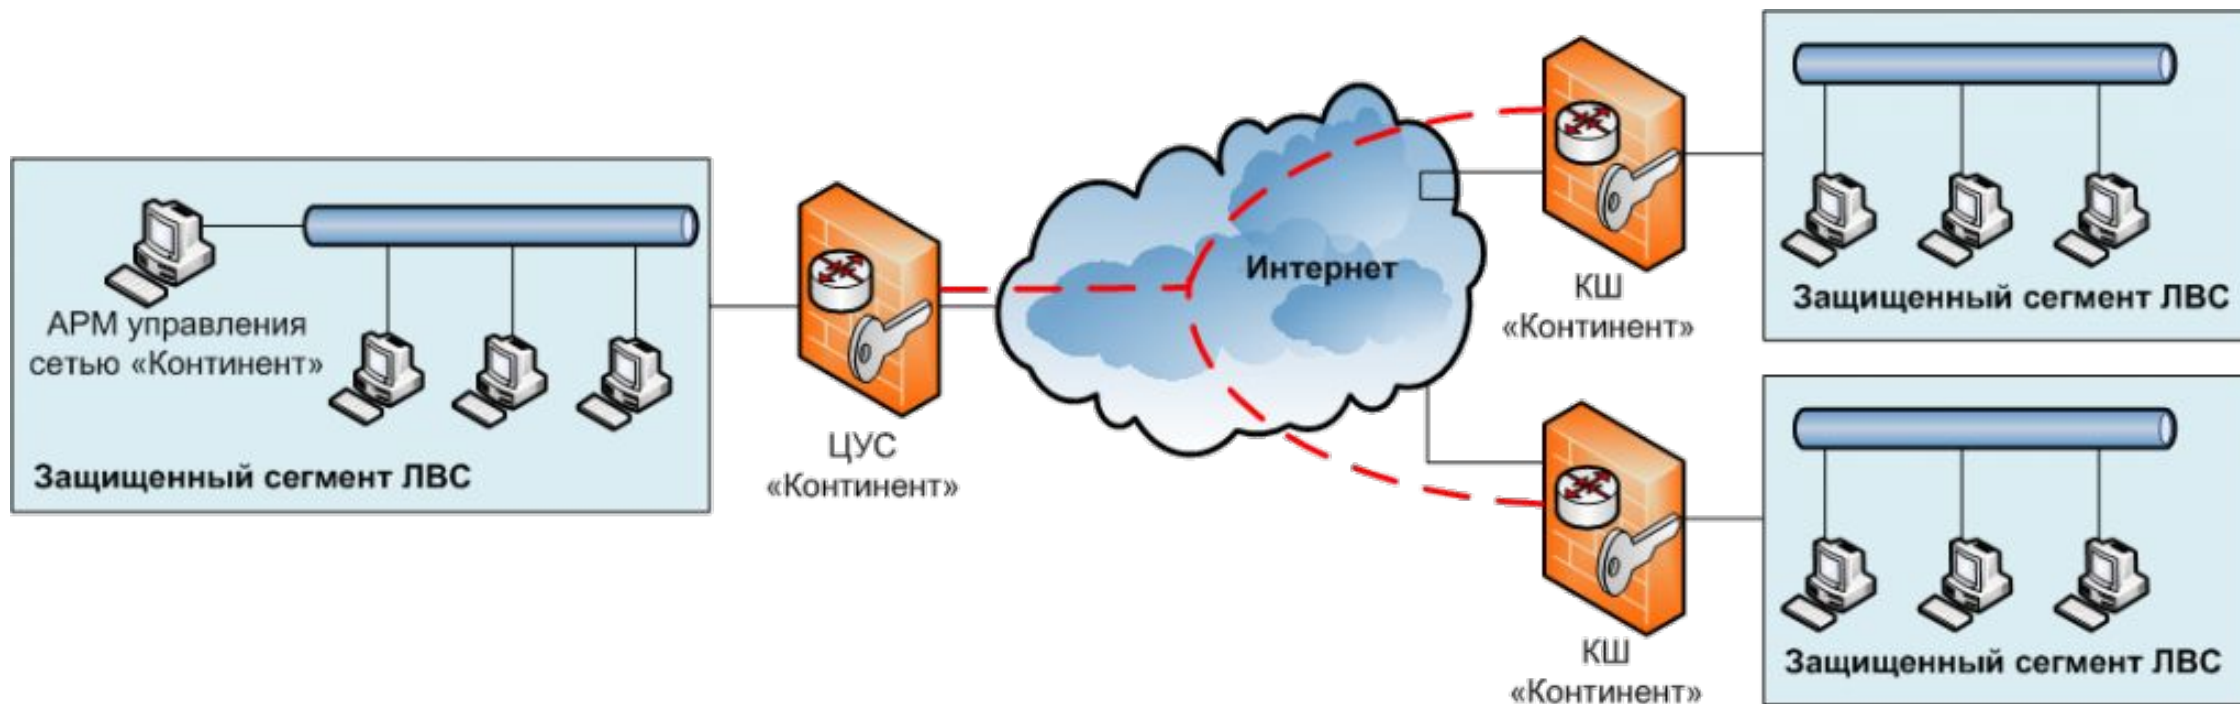 АРМ управления
сетью «Континент»
Защищенный сегмент ЛВС
ЦУС
«Континент»
Интернет
КШ
«Континент»
Защищенный сегмент ЛВС
КШ
«Континент»
Защищенный сегмент ЛВС